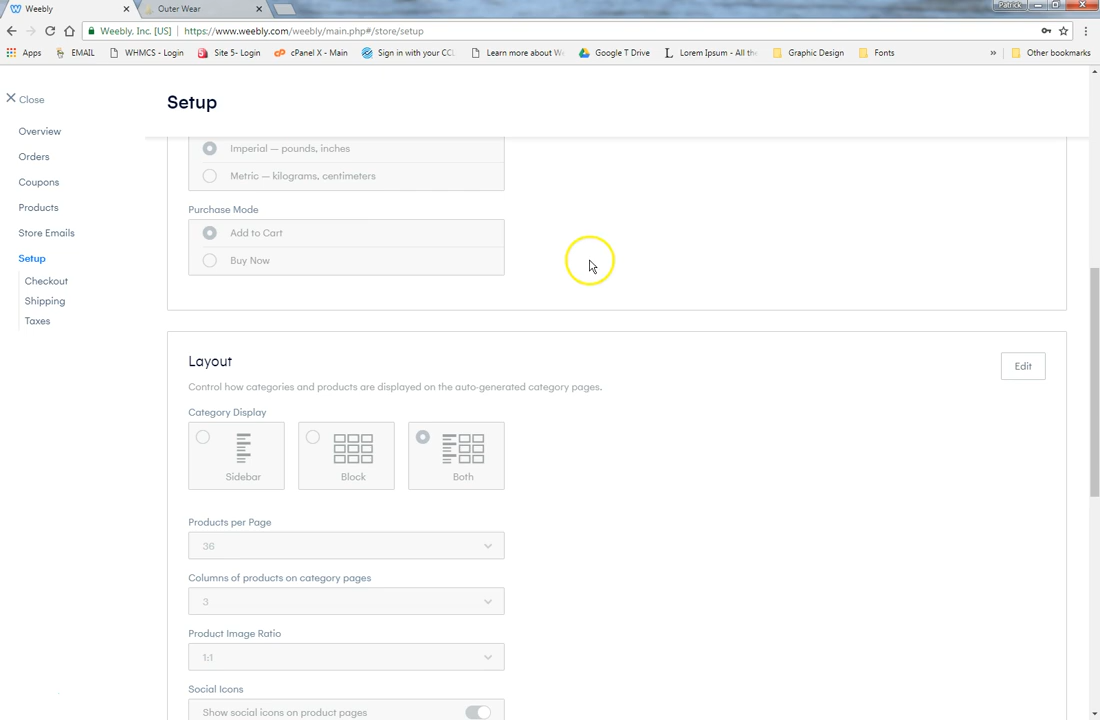 Patrick
Weebly
Outer Wear
Weebly, Inc. [US] https://www.weebly.com/weebly/main.php#/store/setup
Apps EMAIL WHMCS - Login Site 5- Login cPanel X - Main Sign in with your CCL Learn more about We Google T Drive Lorem Ipsum - All the Graphic Design Fonts » Other bookmarks
Close
Setup
Overview
Orders
Coupons
Products
Store Emails
Setup
Checkout
Shipping
Taxes
Imperial — pounds, inches
Metric — kilograms, centimeters
Purchase Mode
Add to Cart
Buy Now
Layout
Edit
Control how categories and products are displayed on the auto-generated category pages.
Category Display
Sidebar Block Both
Products per Page
36
Columns of products on category pages
3
Product Image Ratio
1:1
Social Icons
Show social icons on product pages